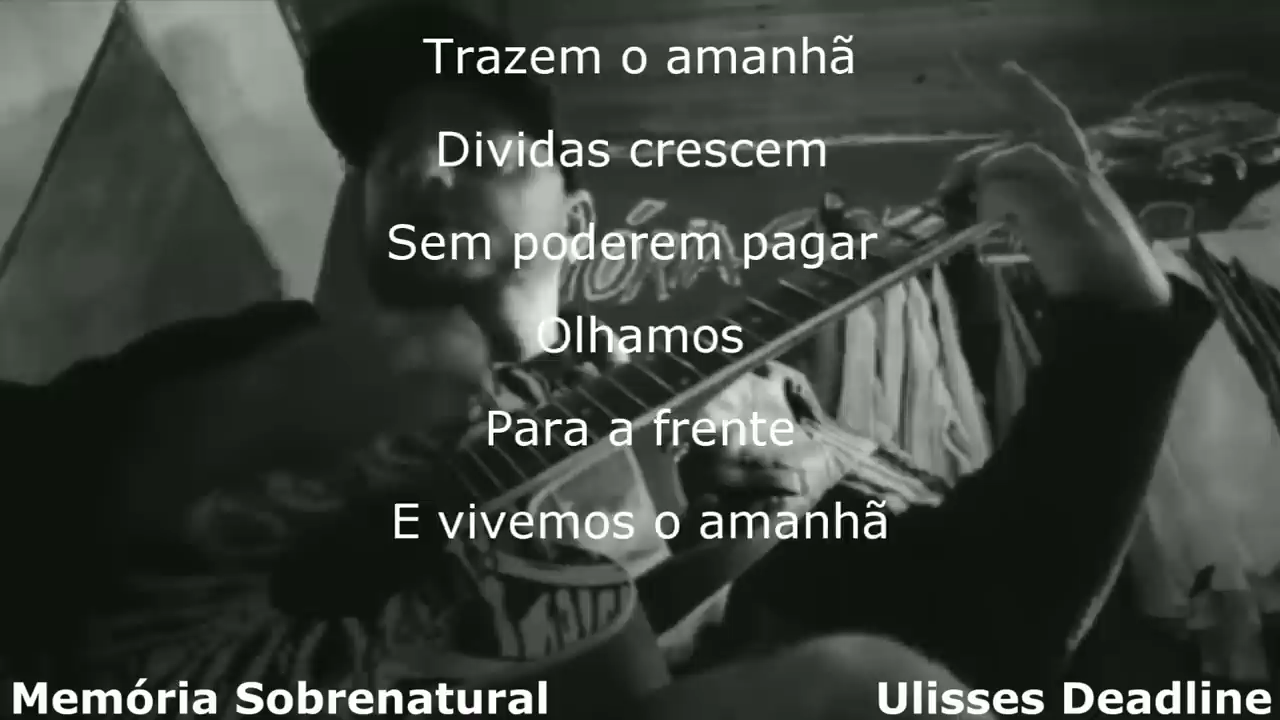 Trazem o amanhã
Dividas crescem
Sem poderem pagar
Olhamos
Para a frente
E vivemos o amanhã
Memória Sobrenatural
Ulisses Deadline